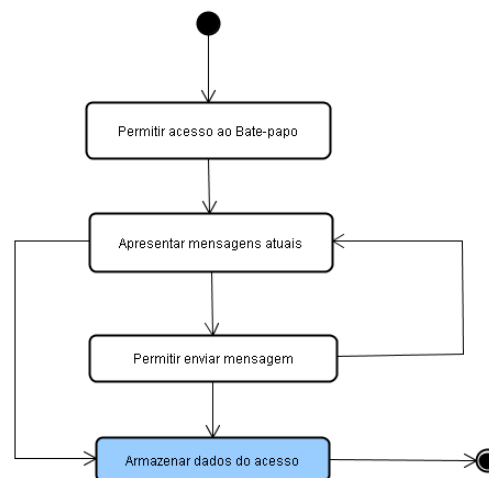 Permitir acesso ao Bate-papo
Apresentar mensagens atuais
Permitir enviar mensagem
Armazenar dados do acesso